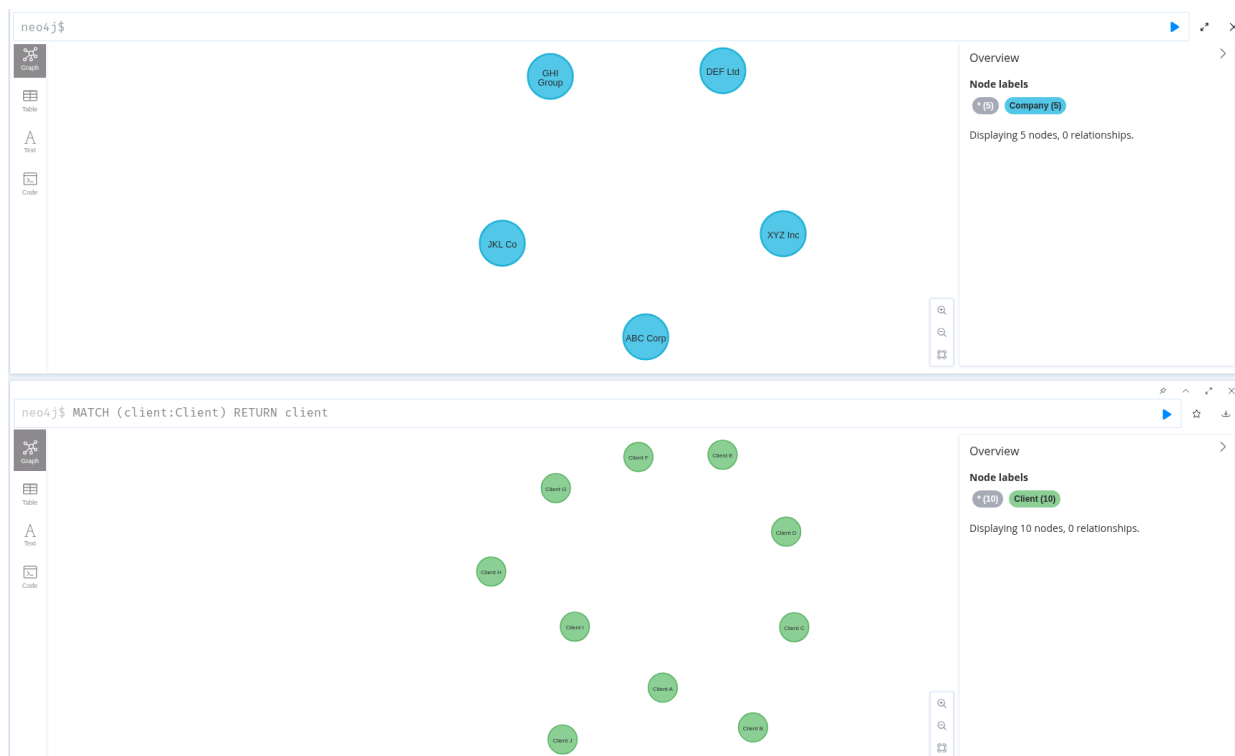 neo4j$
Graph
Table
Text
Code
GHI
Group
DEF Ltd
JKL Co
XYZ Inc
ABC Corp
Overview
Node labels
* (5) Company (5)
Displaying 5 nodes, 0 relationships.
neo4j$ MATCH (client:Client) RETURN client
Graph
Table
Text
Code
Client F
Client E
Client G
Client D
Client H
Client I
Client C
Client A
Client B
Client J
Overview
Node labels
* (10) Client (10)
Displaying 10 nodes, 0 relationships.